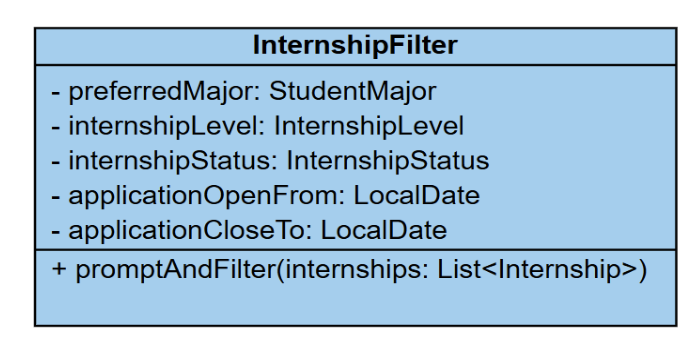 InternshipFilter
- preferredMajor: StudentMajor
- internshipLevel: InternshipLevel
- internshipStatus: InternshipStatus
- applicationOpenFrom: LocalDate
- applicationCloseTo: LocalDate
+ promptAndFilter(internships: List<Internship>)